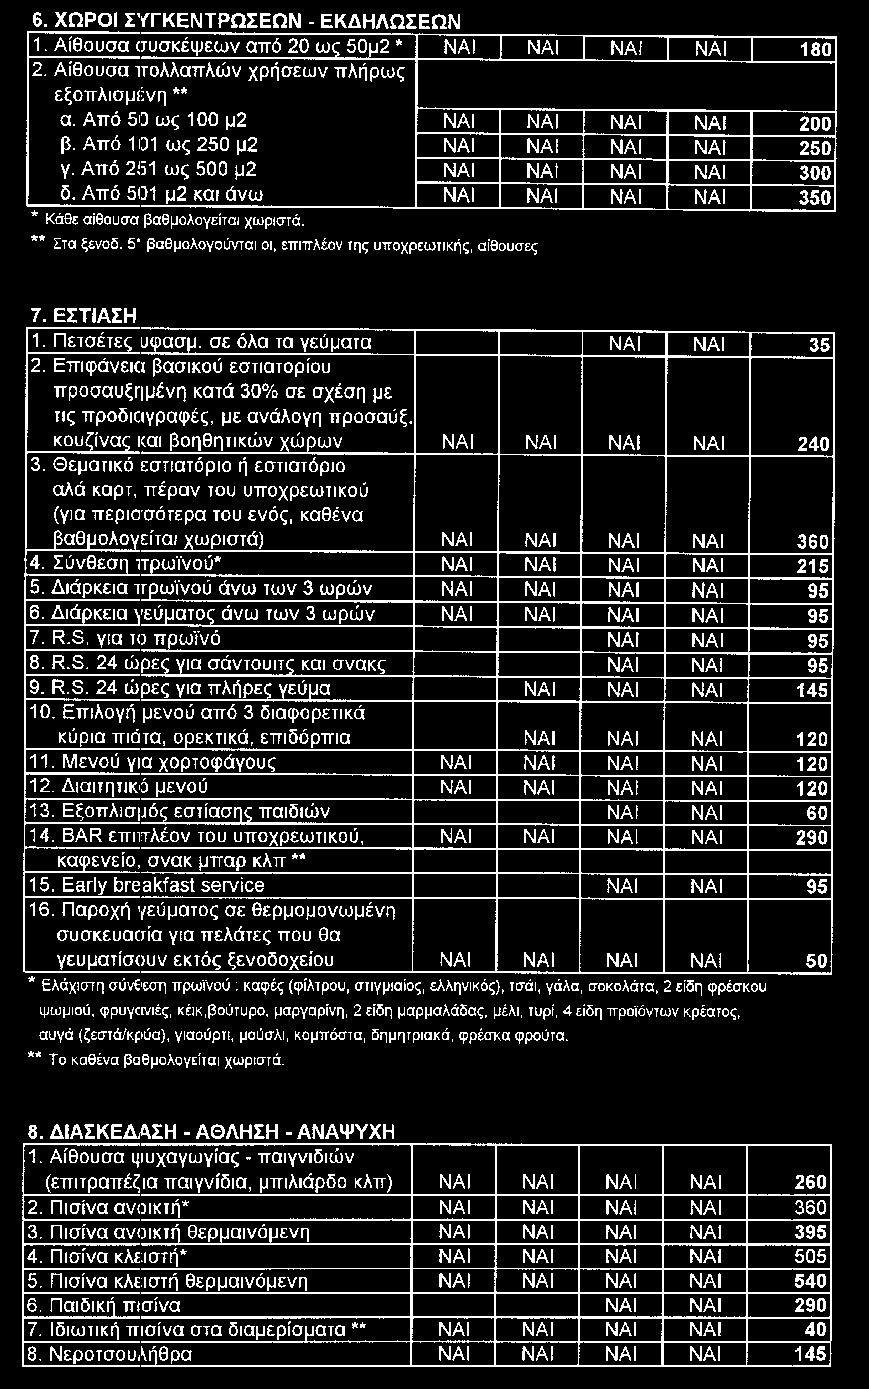 6. ΧΩΡΟΙ ΣΥΓΚΕΝΤΡΩΣΕΩΝ - ΕΚΔΗΛΩΣΕΩΝ
1. Αίθουσα συσκέψεων από 20 ως 50μ2 * ΝΑΙ ΝΑΙ ΝΑΙ ΝΑΙ 180
2. Αίθουσα πολλαπλών χρήσεων πλήρως
εξοπλισμένη **
α. Από 50 ως 100 μ2 ΝΑΙ ΝΑΙ ΝΑΙ ΝΑΙ 200
β. Από 101 ως 250 μ2 ΝΑΙ ΝΑΙ ΝΑΙ ΝΑΙ 250
γ. Από 251 ως 500 μ2 ΝΑΙ ΝΑΙ ΝΑΙ ΝΑΙ 300
δ. Από 501 μ2 και άνω ΝΑΙ ΝΑΙ ΝΑΙ ΝΑΙ 350
* Κάθε αίθουσα βαθμολογείται χωριστά.
** Στα ξενοδ. 5* βαθμολογούνται οι, επιπλέον της υποχρεωτικής, αίθουσες
7. ΕΣΤΙΑΣΗ
1. Πετσέτες υφασμ. σε όλα τα γεύματα ΝΑΙ ΝΑΙ 35
2. Επιφάνεια βασικού εστιατορίου
προσαυξημένη κατά 30% σε σχέση με
τις προδιαγραφές, με ανάλογη προσαύξ.
κουζίνας και βοηθητικών χώρων ΝΑΙ ΝΑΙ ΝΑΙ ΝΑΙ 240
3. Θεματικό εστιατόριο ή εστιατόριο
αλά καρτ, πέραν του υποχρεωτικού
(για περισσότερα του ενός, καθένα
βαθμολογείται χωριστά) ΝΑΙ ΝΑΙ ΝΑΙ ΝΑΙ 360
4. Σύνθεση πρωϊνού* ΝΑΙ ΝΑΙ ΝΑΙ ΝΑΙ 215
5. Διάρκεια πρωϊνού άνω των 3 ωρών ΝΑΙ ΝΑΙ ΝΑΙ ΝΑΙ 95
6. Διάρκεια γεύματος άνω των 3 ωρών ΝΑΙ ΝΑΙ ΝΑΙ ΝΑΙ 95
7. R.S. για το πρωϊνό ΝΑΙ ΝΑΙ 95
8. R.S. 24 ώρες για σάντουιτς και σνακς ΝΑΙ ΝΑΙ 95
9. R.S. 24 ώρες για πλήρες γεύμα ΝΑΙ ΝΑΙ ΝΑΙ 145
10. Επιλογή μενού από 3 διαφορετικά
κύρια πιάτα, ορεκτικά, επιδόρπια ΝΑΙ ΝΑΙ ΝΑΙ 120
11. Μενού για χορτοφάγους ΝΑΙ ΝΑΙ ΝΑΙ ΝΑΙ 120
12. Διαιτητικό μενού ΝΑΙ ΝΑΙ ΝΑΙ ΝΑΙ 120
13. Εξοπλισμός εστίασης παιδιών ΝΑΙ ΝΑΙ 60
14. BAR επιπλέον του υποχρεωτικού, ΝΑΙ ΝΑΙ ΝΑΙ ΝΑΙ 290
καφενείο, σνακ μπαρ κλπ **
15. Early breakfast service ΝΑΙ ΝΑΙ 95
16. Παροχή γεύματος σε θερμομονωμένη
συσκευασία για πελάτες που θα
γευματίσουν εκτός ξενοδοχείου ΝΑΙ ΝΑΙ ΝΑΙ ΝΑΙ 50
* Ελάχιστη σύνθεση πρωϊνού : καφές (φίλτρου, στιγμιαίος, ελληνικός), τσάι, γάλα, σοκολάτα, 2 είδη φρέσκου
ψωμιού, φρυγανιές, κέικ,βούτυρο, μαργαρίνη, 2 είδη μαρμαλάδας, μέλι, τυρί, 4 είδη προϊόντων κρέατος,
αυγά (ζεστά/κρύα), γιαούρτι, μούσλι, κομπόστα, δημητριακά, φρέσκα φρούτα.
** Το καθένα βαθμολογείται χωριστά.
8. ΔΙΑΣΚΕΔΑΣΗ - ΑΘΛΗΣΗ - ΑΝΑΨΥΧΗ
1. Αίθουσα ψυχαγωγίας - παιγνιδιών
(επιτραπέζια παιγνίδια, μπιλιάρδο κλπ) ΝΑΙ ΝΑΙ ΝΑΙ ΝΑΙ 260
2. Πισίνα ανοικτή* ΝΑΙ ΝΑΙ ΝΑΙ ΝΑΙ 360
3. Πισίνα ανοικτή θερμαινόμενη ΝΑΙ ΝΑΙ ΝΑΙ ΝΑΙ 395
4. Πισίνα κλειστή* ΝΑΙ ΝΑΙ ΝΑΙ ΝΑΙ 505
5. Πισίνα κλειστή θερμαινόμενη ΝΑΙ ΝΑΙ ΝΑΙ ΝΑΙ 540
6. Παιδική πισίνα ΝΑΙ ΝΑΙ 290
7. Ιδιωτική πισίνα στα διαμερίσματα ** ΝΑΙ ΝΑΙ ΝΑΙ ΝΑΙ 40
8. Νεροτσουλήθρα ΝΑΙ ΝΑΙ ΝΑΙ ΝΑΙ 145